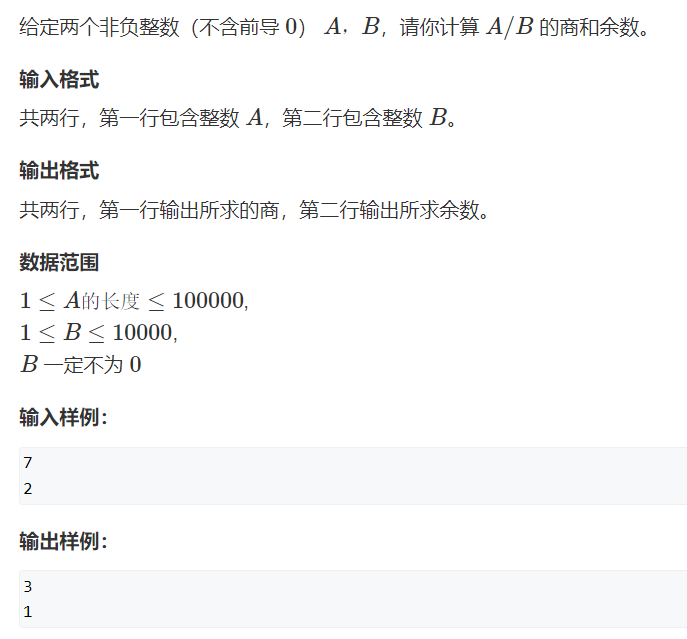 给定两个非负整数（不含前导 0） A，B，请你计算 A/B 的商和余数。
输入格式
共两行，第一行包含整数 A，第二行包含整数 B。
输出格式
共两行，第一行输出所求的商，第二行输出所求余数。
数据范围
1 ≤ A的长度 ≤ 100000,
1 ≤ B ≤ 10000,
B 一定不为 0
输入样例：
7
2
输出样例：
3
1